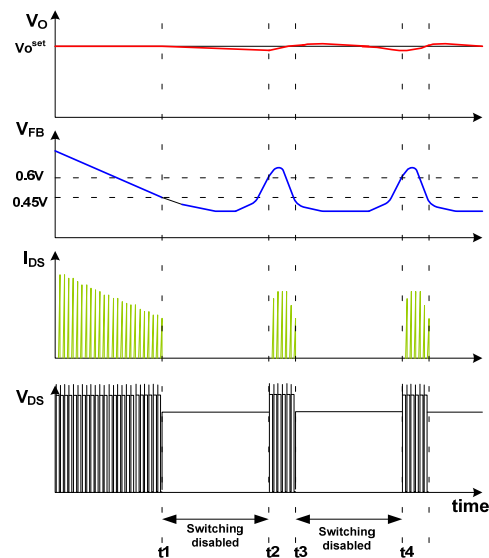 VO
Voset
VFB
0.6V
0.45V
IDS
VDS
time
Switching
disabled
Switching
disabled
t1
t2
t3
t4